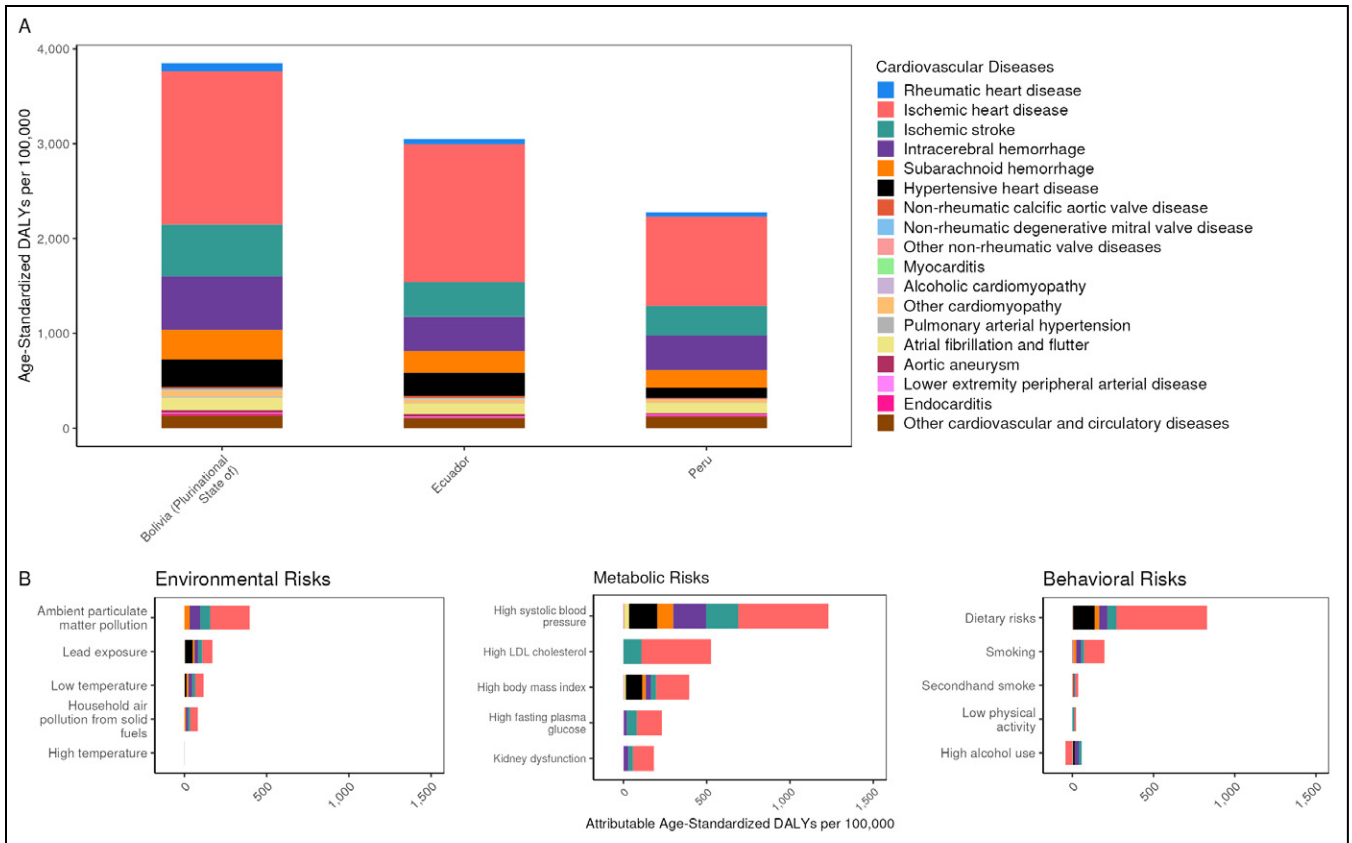 A
4,000
3,000
2,000
1,000
0
Age-Standardized DALYs per 100,000
Bolivia (Plurinational
State of)
Ecuador
Peru
Cardiovascular Diseases
Rheumatic heart disease
Ischemic heart disease
Ischemic stroke
Intracerebral hemorrhage
Subarachnoid hemorrhage
Hypertensive heart disease
Non-rheumatic calcific aortic valve disease
Non-rheumatic degenerative mitral valve disease
Other non-rheumatic valve diseases
Myocarditis
Alcoholic cardiomyopathy
Other cardiomyopathy
Pulmonary arterial hypertension
Atrial fibrillation and flutter
Aortic aneurysm
Lower extremity peripheral arterial disease
Endocarditis
Other cardiovascular and circulatory diseases
B
Environmental Risks
Ambient particulate
matter pollution
Lead exposure
Low temperature
Household air
pollution from solid
fuels
High temperature
0
500
1,000
1,500
Metabolic Risks
High systolic blood
pressure
High LDL cholesterol
High body mass index
High fasting plasma
glucose
Kidney dysfunction
0
500
1,000
1,500
Attributable Age-Standardized DALYs per 100,000
Behavioral Risks
Dietary risks
Smoking
Secondhand smoke
Low physical
activity
High alcohol use
0
500
1,000
1,500